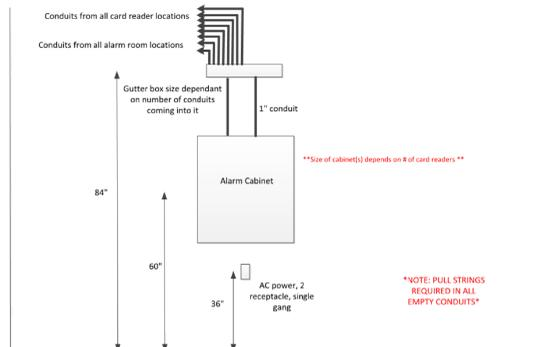 Conduits from all card reader locations
Conduits from all alarm room locations
Gutter box size dependant
on number of conduits
coming into it
1" conduit
**Size of cabinet(s) depends on # of card readers **
Alarm Cabinet
84"
60"
36"
AC power, 2
receptacle, single
gang
*NOTE: PULL STRINGS
REQUIRED IN ALL
EMPTY CONDUITS*